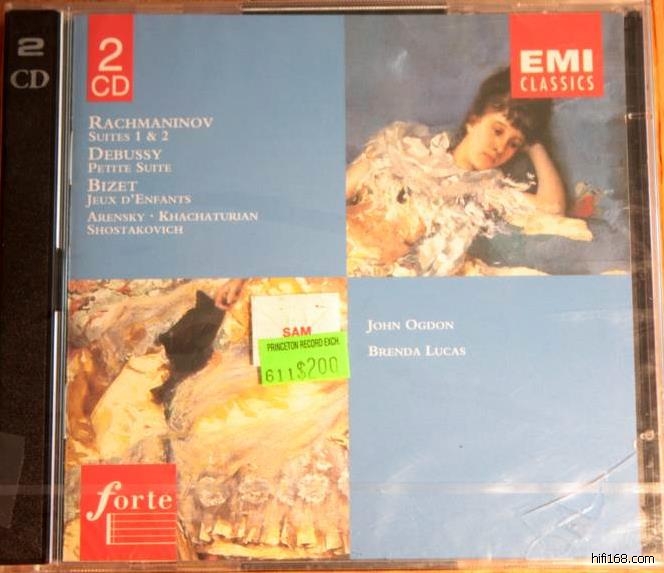 2
CD
2
CD
EMI
CLASSICS
RACHMANINOV
SUITES 1 & 2
DEBUSSY
PETITE SUITE
BIZET
JEUX D'ENFANTS
ARENSKY · KHACHATURIAN
SHOSTAKOVICH
JOHN OGDON
BRENDA LUCAS
SAM
PRINCETON RECORD EXCH.
611$200
forte
hifi168.com